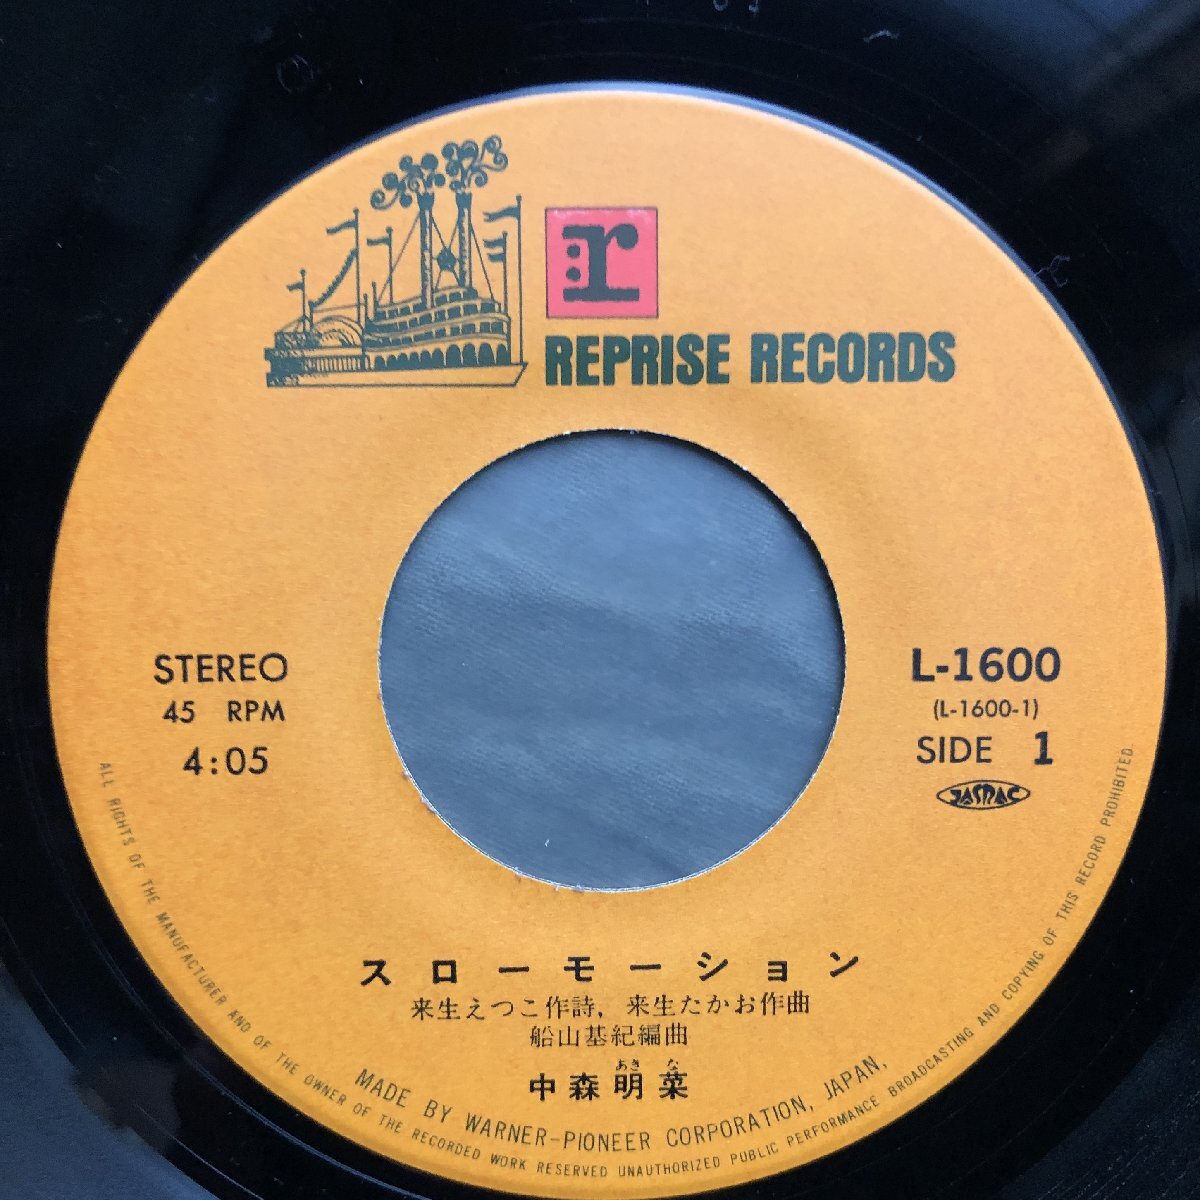 r
REPRISE RECORDS
STEREO
45 RPM
4:05
L-1600
(L-1600-1)
SIDE 1
JASRAC
スローモーション
来生えつこ作詩，来生たかお作曲
船山基紀編曲
あき な
中森明菜
MADE BY WARNER-PIONEER CORPORATION, JAPAN,
ALL RIGHTS OF THE MANUFACTURER AND OF THE OWNER OF THE RECORDED WORK RESERVED UNAUTHORIZED PUBLIC PERFORMANCE BROADCASTING AND COPYING OF THIS RECORD PROHIBITED.